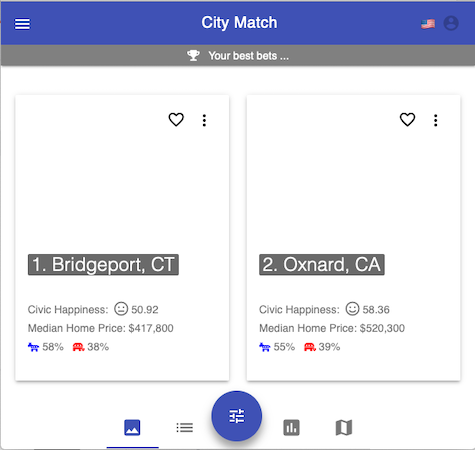 City Match
Your best bets ...
1. Bridgeport, CT
Civic Happiness: 50.92
Median Home Price: $417,800
58% 38%
2. Oxnard, CA
Civic Happiness: 58.36
Median Home Price: $520,300
55% 39%